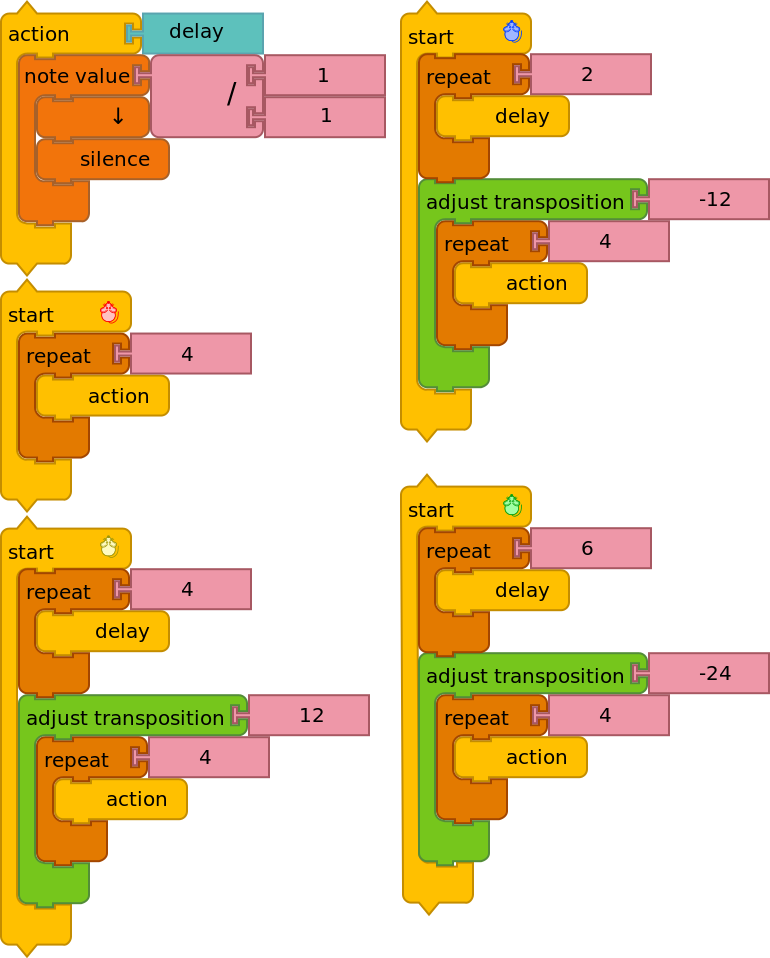 action delay
note value / 1
1
↓
silence
start
repeat 4
action
start
repeat 4
delay
adjust transposition 12
repeat 4
action
start
repeat 2
delay
adjust transposition -12
repeat 4
action
start
repeat 6
delay
adjust transposition -24
repeat 4
action